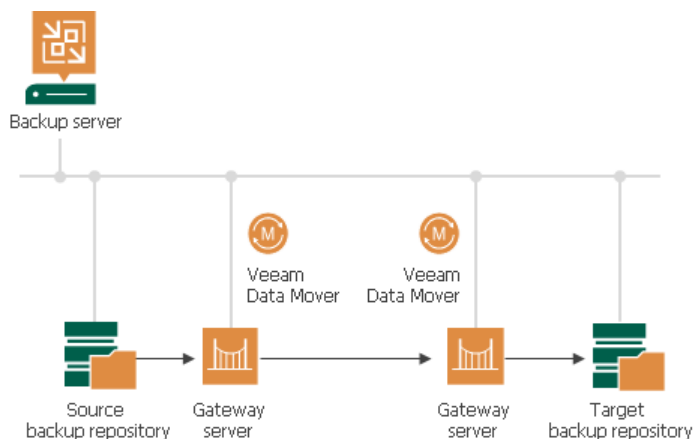 Backup server
M
M
Veeam
Data Mover
Veeam
Data Mover
Source
backup repository
Gateway
server
Gateway
server
Target
backup repository